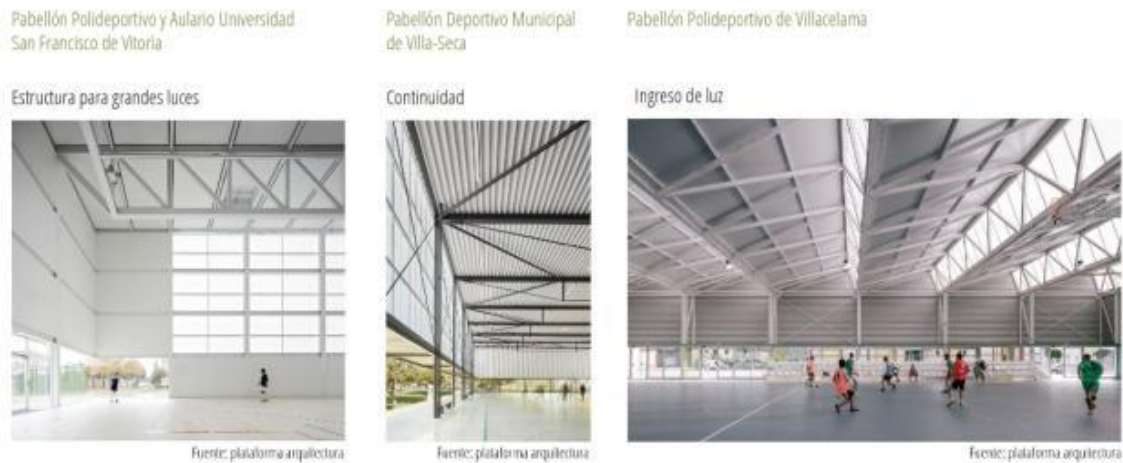 Pabellón Polideportivo y Aulario Universidad
San Francisco de Vitoria
Estructura para grandes luces
Fuente: plataforma arquitectura
Pabellón Deportivo Municipal
de Villa-Seca
Continuidad
Fuente: plataforma arquitectura
Pabellón Polideportivo de Villacelama
Ingreso de luz
Fuente: plataforma arquitectura